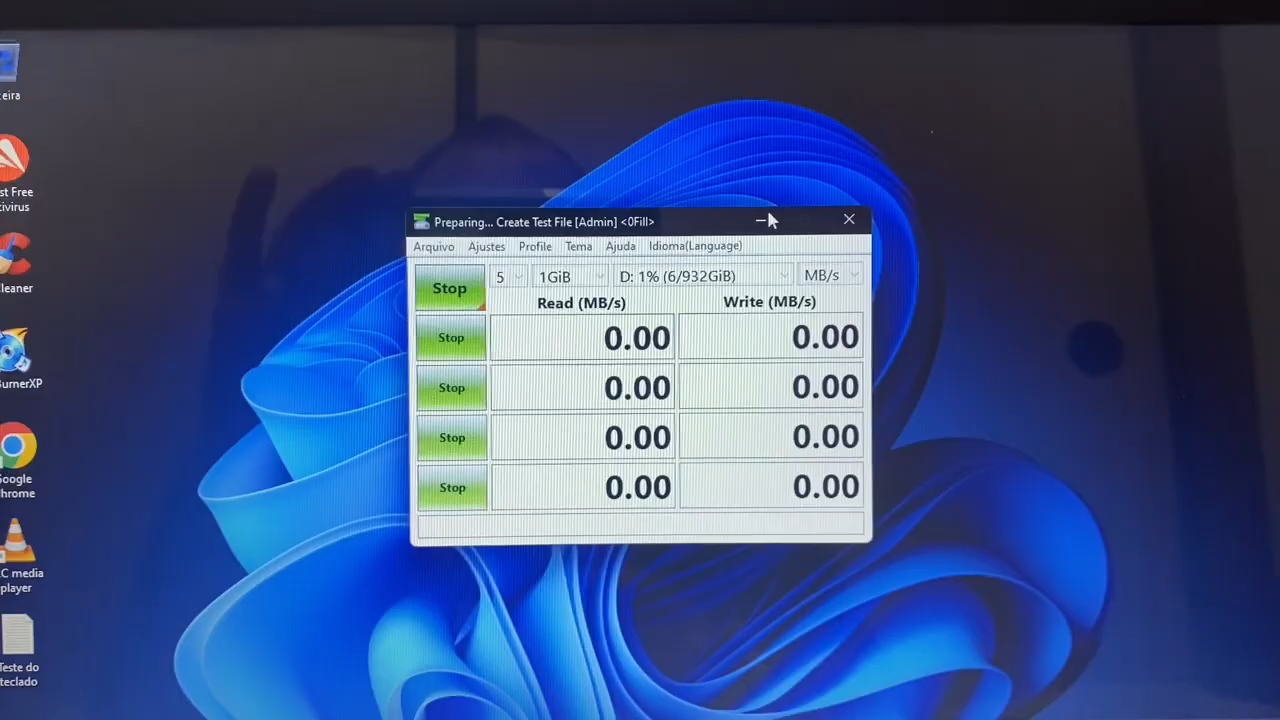 eira
st Free
tivirus
Cleaner
BurnerXP
Google
hrome
LC media
player
Teste do
teclado
Preparing... Create Test File [Admin] <0Fill>
Arquivo Ajustes Profile Tema Ajuda Idioma(Language)
Stop 5 1GiB D: 1% (6/932GiB) MB/s
Read (MB/s) Write (MB/s)
Stop 0.00 0.00
Stop 0.00 0.00
Stop 0.00 0.00
Stop 0.00 0.00